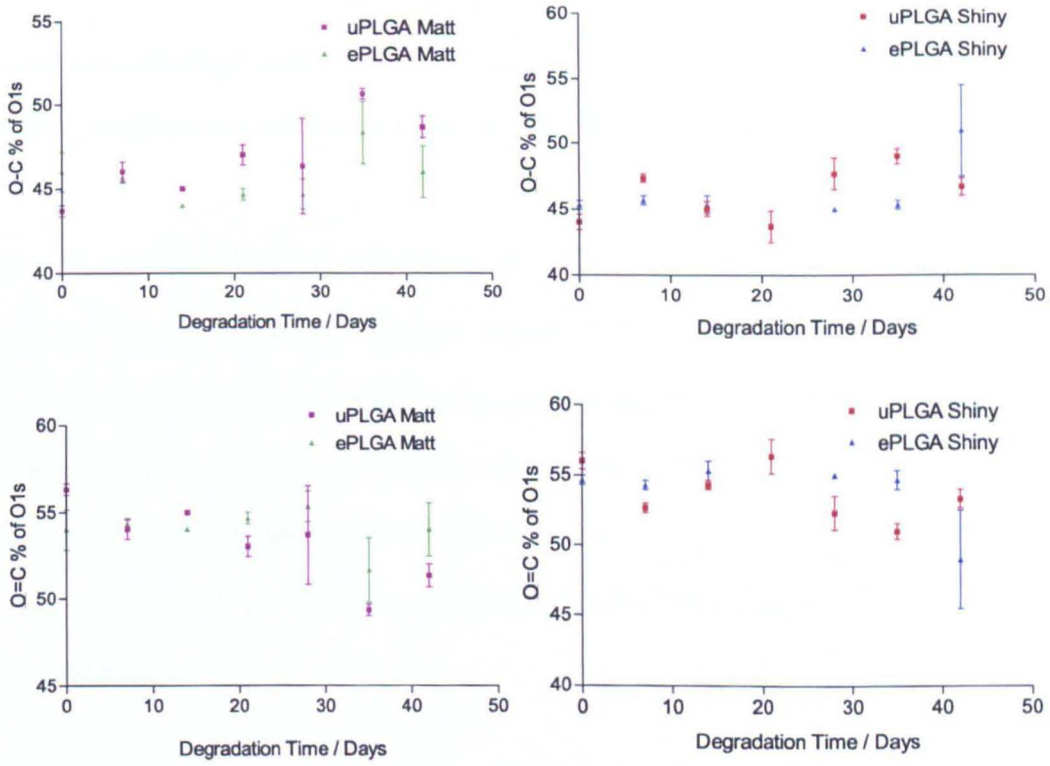 55
50
45
40
O-C % of O1s
uPLGA Matt
ePLGA Matt
0 10 20 30 40 50
Degradation Time / Days
60
55
50
45
40
O-C % of O1s
uPLGA Shiny
ePLGA Shiny
0 10 20 30 40 50
Degradation Time / Days
60
55
50
45
O=C % of O1s
uPLGA Matt
ePLGA Matt
0 10 20 30 40 50
Degradation Time / Days
60
55
50
45
40
O=C % of O1s
uPLGA Shiny
ePLGA Shiny
0 10 20 30 40 50
Degradation Time / Days